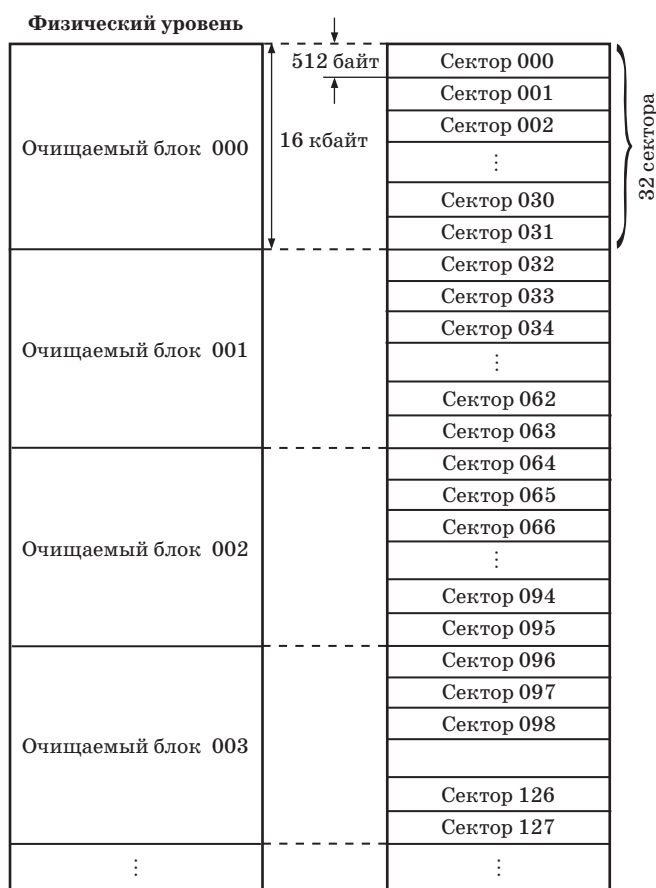 Физический уровень
512 байт
16 кбайт
Очищаемый блок 000
Сектор 000
Сектор 001
Сектор 002
⋮
Сектор 030
Сектор 031
32 сектора
Очищаемый блок 001
Сектор 032
Сектор 033
Сектор 034
⋮
Сектор 062
Сектор 063
Очищаемый блок 002
Сектор 064
Сектор 065
Сектор 066
⋮
Сектор 094
Сектор 095
Очищаемый блок 003
Сектор 096
Сектор 097
Сектор 098
Сектор 126
Сектор 127
⋮
⋮